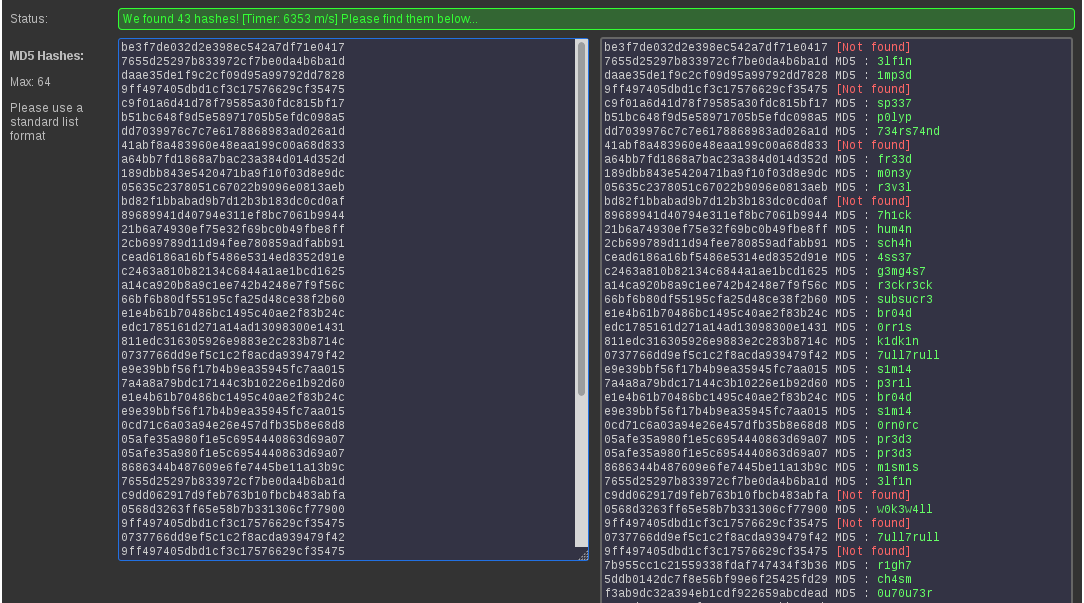 Status:
We found 43 hashes! [Timer: 6353 m/s] Please find them below...
MD5 Hashes:
Max: 64
Please use a
standard list
format
be3f7de032d2e398ec542a7df71e0417
7655d25297b833972cf7be0da4b6ba1d
daae35de1f9c2cf09d95a99792dd7828
9ff497405dbd1cf3c17576629cf35475
c9f01a6d41d78f79585a30fdc815bf17
b51bc648f9d5e58971705b5efdc098a5
dd7039976c7c7e6178868983ad026a1d
41abf8a483960e48eaa199c00a68d833
a64bb7fd1868a7bac23a384d014d352d
189dbb843e5420471ba9f10f03d8e9dc
05635c2378051c67022b9096e0813aeb
bd82f1bbabad9b7d12b3b183dc0cd0af
89689941d40794e311ef8bc7061b9944
21b6a74930ef75e32f69bc0b49fbe8ff
2cb699789d11d94fee780859adfabb91
cead6186a16bf5486e5314ed8352d91e
c2463a810b82134c6844a1ae1bcd1625
a14ca920b8a9c1ee742b4248e7f9f56c
66bf6b80df55195cfa25d48ce38f2b60
e1e4b61b70486bc1495c40ae2f83b24c
edc1785161d271a14ad13098300e1431
811edc316305926e9883e2c283b8714c
0737766dd9ef5c1c2f8acda939479f42
e9e39bbf56f17b4b9ea35945fc7aa015
7a4a8a79bdc17144c3b10226e1b92d60
e1e4b61b70486bc1495c40ae2f83b24c
e9e39bbf56f17b4b9ea35945fc7aa015
0cd71c6a03a94e26e457dfb35b8e68d8
05afe35a980f1e5c6954440863d69a07
05afe35a980f1e5c6954440863d69a07
8686344b487609e6fe7445be11a13b9c
7655d25297b833972cf7be0da4b6ba1d
c9dd062917d9feb763b10fbcb483abfa
0568d3263ff65e58b7b331306cf77900
9ff497405dbd1cf3c17576629cf35475
0737766dd9ef5c1c2f8acda939479f42
9ff497405dbd1cf3c17576629cf35475
be3f7de032d2e398ec542a7df71e0417 [Not found]
7655d25297b833972cf7be0da4b6ba1d MD5 : 3lf1n
daae35de1f9c2cf09d95a99792dd7828 MD5 : 1mp3d
9ff497405dbd1cf3c17576629cf35475 [Not found]
c9f01a6d41d78f79585a30fdc815bf17 MD5 : sp337
b51bc648f9d5e58971705b5efdc098a5 MD5 : p0lyp
dd7039976c7c7e6178868983ad026a1d MD5 : 734rs74nd
41abf8a483960e48eaa199c00a68d833 [Not found]
a64bb7fd1868a7bac23a384d014d352d MD5 : fr33d
189dbb843e5420471ba9f10f03d8e9dc MD5 : m0n3y
05635c2378051c67022b9096e0813aeb MD5 : r3v3l
bd82f1bbabad9b7d12b3b183dc0cd0af [Not found]
89689941d40794e311ef8bc7061b9944 MD5 : 7h1ck
21b6a74930ef75e32f69bc0b49fbe8ff MD5 : hum4n
2cb699789d11d94fee780859adfabb91 MD5 : sch4h
cead6186a16bf5486e5314ed8352d91e MD5 : 4ss37
c2463a810b82134c6844a1ae1bcd1625 MD5 : g3mg4s7
a14ca920b8a9c1ee742b4248e7f9f56c MD5 : r3ckr3ck
66bf6b80df55195cfa25d48ce38f2b60 MD5 : subsucr3
e1e4b61b70486bc1495c40ae2f83b24c MD5 : br04d
edc1785161d271a14ad13098300e1431 MD5 : 0rr1s
811edc316305926e9883e2c283b8714c MD5 : k1dk1n
0737766dd9ef5c1c2f8acda939479f42 MD5 : 7ull7rull
e9e39bbf56f17b4b9ea35945fc7aa015 MD5 : s1m14
7a4a8a79bdc17144c3b10226e1b92d60 MD5 : p3r1l
e1e4b61b70486bc1495c40ae2f83b24c MD5 : br04d
e9e39bbf56f17b4b9ea35945fc7aa015 MD5 : s1m14
0cd71c6a03a94e26e457dfb35b8e68d8 MD5 : 0rn0rc
05afe35a980f1e5c6954440863d69a07 MD5 : pr3d3
05afe35a980f1e5c6954440863d69a07 MD5 : pr3d3
8686344b487609e6fe7445be11a13b9c MD5 : m1sm1s
7655d25297b833972cf7be0da4b6ba1d MD5 : 3lf1n
c9dd062917d9feb763b10fbcb483abfa [Not found]
0568d3263ff65e58b7b331306cf77900 MD5 : w0k3w4ll
9ff497405dbd1cf3c17576629cf35475 [Not found]
0737766dd9ef5c1c2f8acda939479f42 MD5 : 7ull7rull
9ff497405dbd1cf3c17576629cf35475 [Not found]
7b955cc1c21559338fdaf747434f3b36 MD5 : r1gh7
5ddb0142dc7f8e56bf99e6f25425fd29 MD5 : ch4sm
f3ab9dc32a394eb1cdf922659abcdead MD5 : 0u70u73r